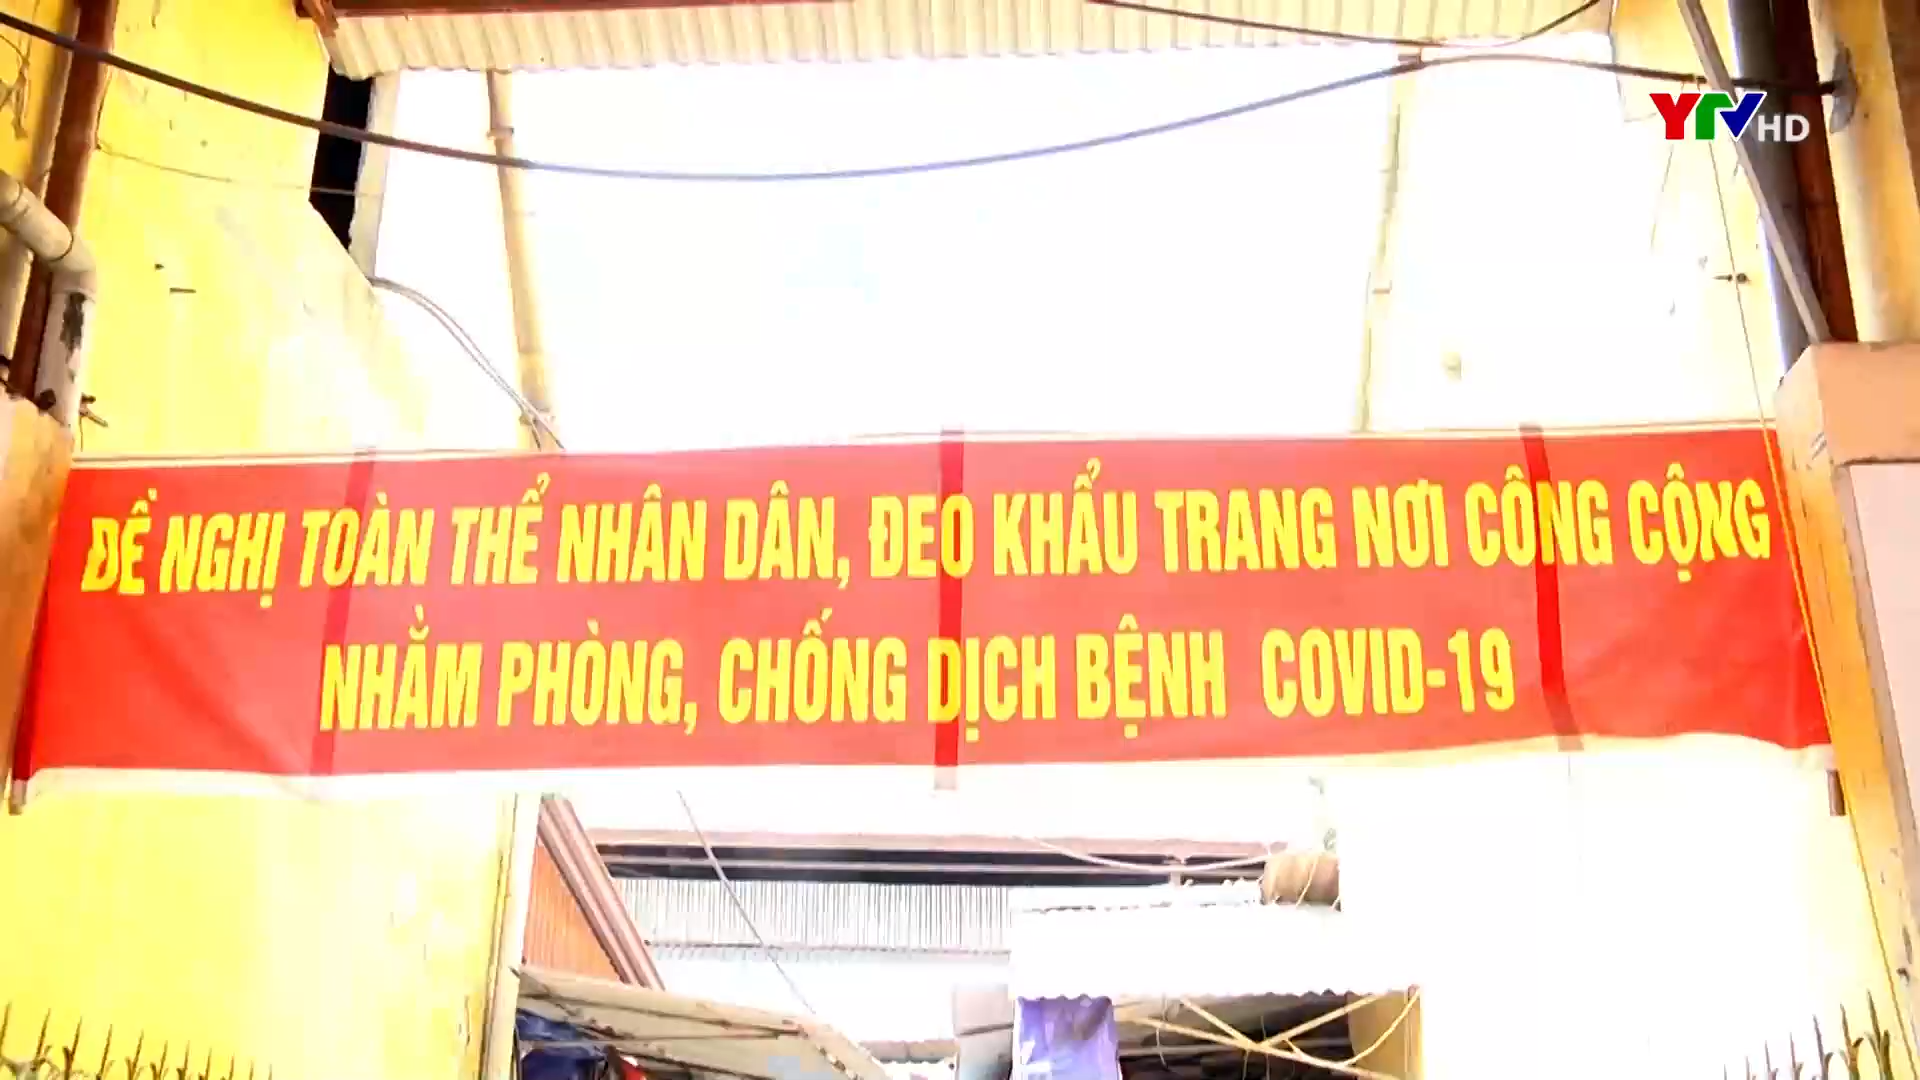 YTV HD
ĐỀ NGHỊ TOÀN THỂ NHÂN DÂN, ĐEO KHẨU TRANG NƠI CÔNG CỘNG
NHẰM PHÒNG, CHỐNG DỊCH BỆNH COVID-19